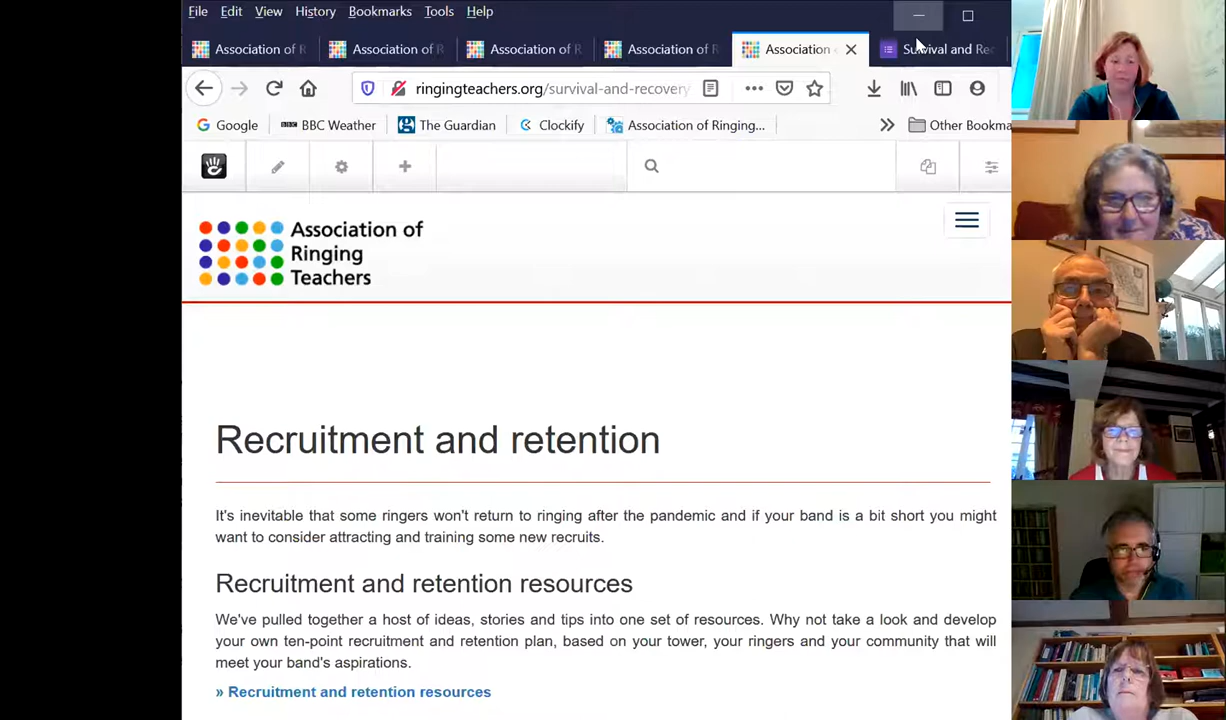 File Edit View History Bookmarks Tools Help
Association of R Association of R Association of R Association of R Association Survival and Rec
ringingteachers.org/survival-and-recovery
Google BBC Weather The Guardian Clockify Association of Ringing... Other Bookma
Association of
Ringing
Teachers
Recruitment and retention
It's inevitable that some ringers won't return to ringing after the pandemic and if your band is a bit short you might
want to consider attracting and training some new recruits.
Recruitment and retention resources
We've pulled together a host of ideas, stories and tips into one set of resources. Why not take a look and develop
your own ten-point recruitment and retention plan, based on your tower, your ringers and your community that will
meet your band's aspirations.
» Recruitment and retention resources